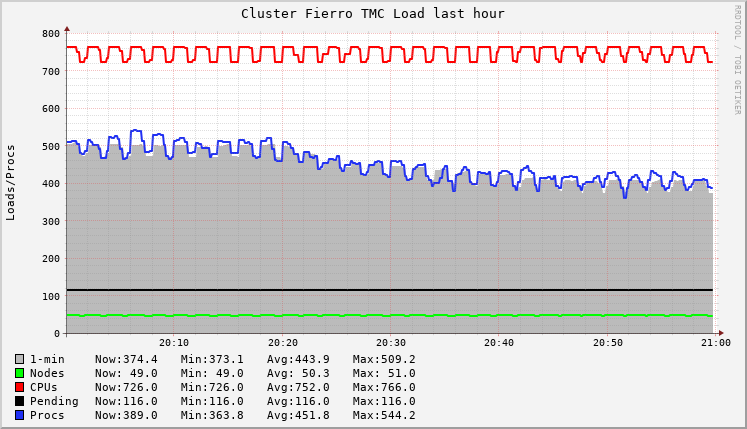 Cluster Fierro TMC Load last hour
RRDTOOL / TOBI OETIKER
Loads/Procs
800
700
600
500
400
300
200
100
0
20:10 20:20 20:30 20:40 20:50 21:00
1-min Now:374.4 Min:373.1 Avg:443.9 Max:509.2
Nodes Now: 49.0 Min: 49.0 Avg: 50.3 Max: 51.0
CPUs Now:726.0 Min:726.0 Avg:752.0 Max:766.0
Pending Now:116.0 Min:116.0 Avg:116.0 Max:116.0
Procs Now:389.0 Min:363.8 Avg:451.8 Max:544.2